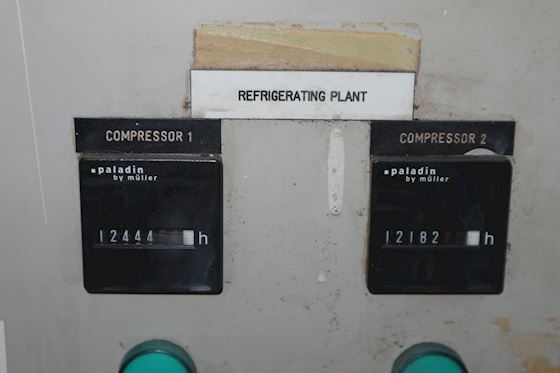 REFRIGERATING PLANT
COMPRESSOR 1
paladin
by müller
12444 h
COMPRESSOR 2
paladin
by müller
12182 h